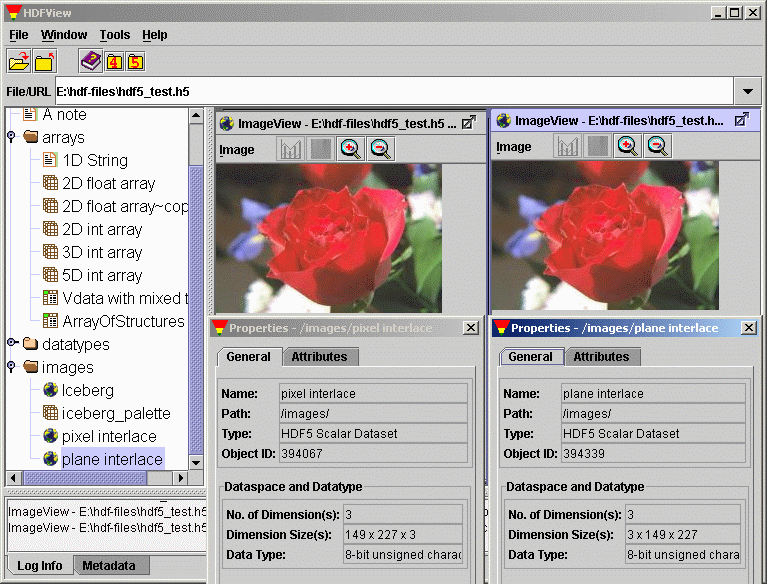 HDFView
File Window Tools Help
4 5
File/URL E:\hdf-files\hdf5_test.h5
A note
arrays
1D String
2D float array
2D float array~cop
2D int array
3D int array
5D int array
Vdata with mixed t
ArrayOfStructures
datatypes
images
Iceberg
iceberg_palette
pixel interlace
plane interlace
ImageView - E:\hdf-files\hdf5_test.h5 ...
Image
ImageView - E:\hdf-files\hdf5_test.h...
Image
Properties - /images/pixel interlace
General Attributes
Name: pixel interlace
Path: /images/
Type: HDF5 Scalar Dataset
Object ID: 394067
Dataspace and Datatype
No. of Dimension(s): 3
Dimension Size(s): 149 x 227 x 3
Data Type: 8-bit unsigned charac
Properties - /images/plane interlace
General Attributes
Name: plane interlace
Path: /images/
Type: HDF5 Scalar Dataset
Object ID: 394339
Dataspace and Datatype
No. of Dimension(s): 3
Dimension Size(s): 3 x 149 x 227
Data Type: 8-bit unsigned chara
ImageView - E:\hdf-files\hdf5_test.h5
ImageView - E:\hdf-files\hdf5_test.h5
Log Info Metadata